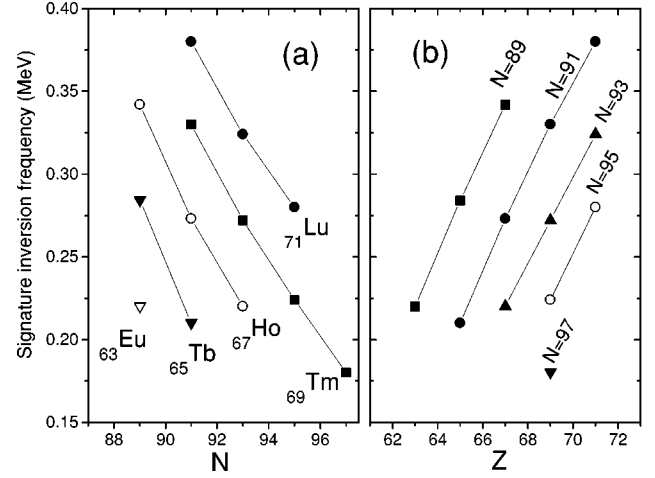 0.40
0.35
0.30
0.25
0.20
0.15
Signature inversion frequency (MeV)
(a)
71Lu
63Eu
65Tb
67Ho
69Tm
88 90 92 94 96
N
(b)
N=89
N=91
N=93
N=95
N=97
62 64 66 68 70 72
Z